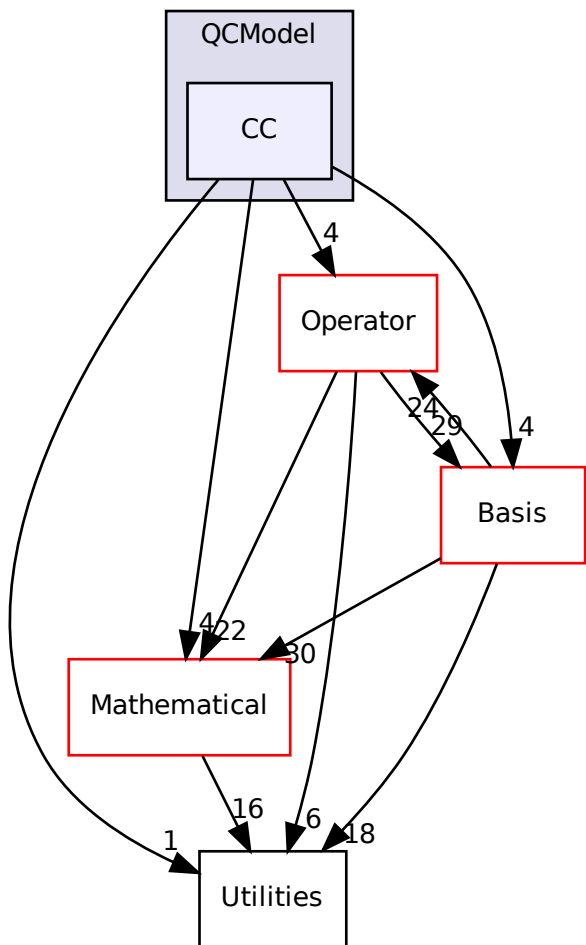 QCModel
CC
4
Operator
24
29
4
Basis
4
22
30
Mathematical
16
6
18
1
Utilities